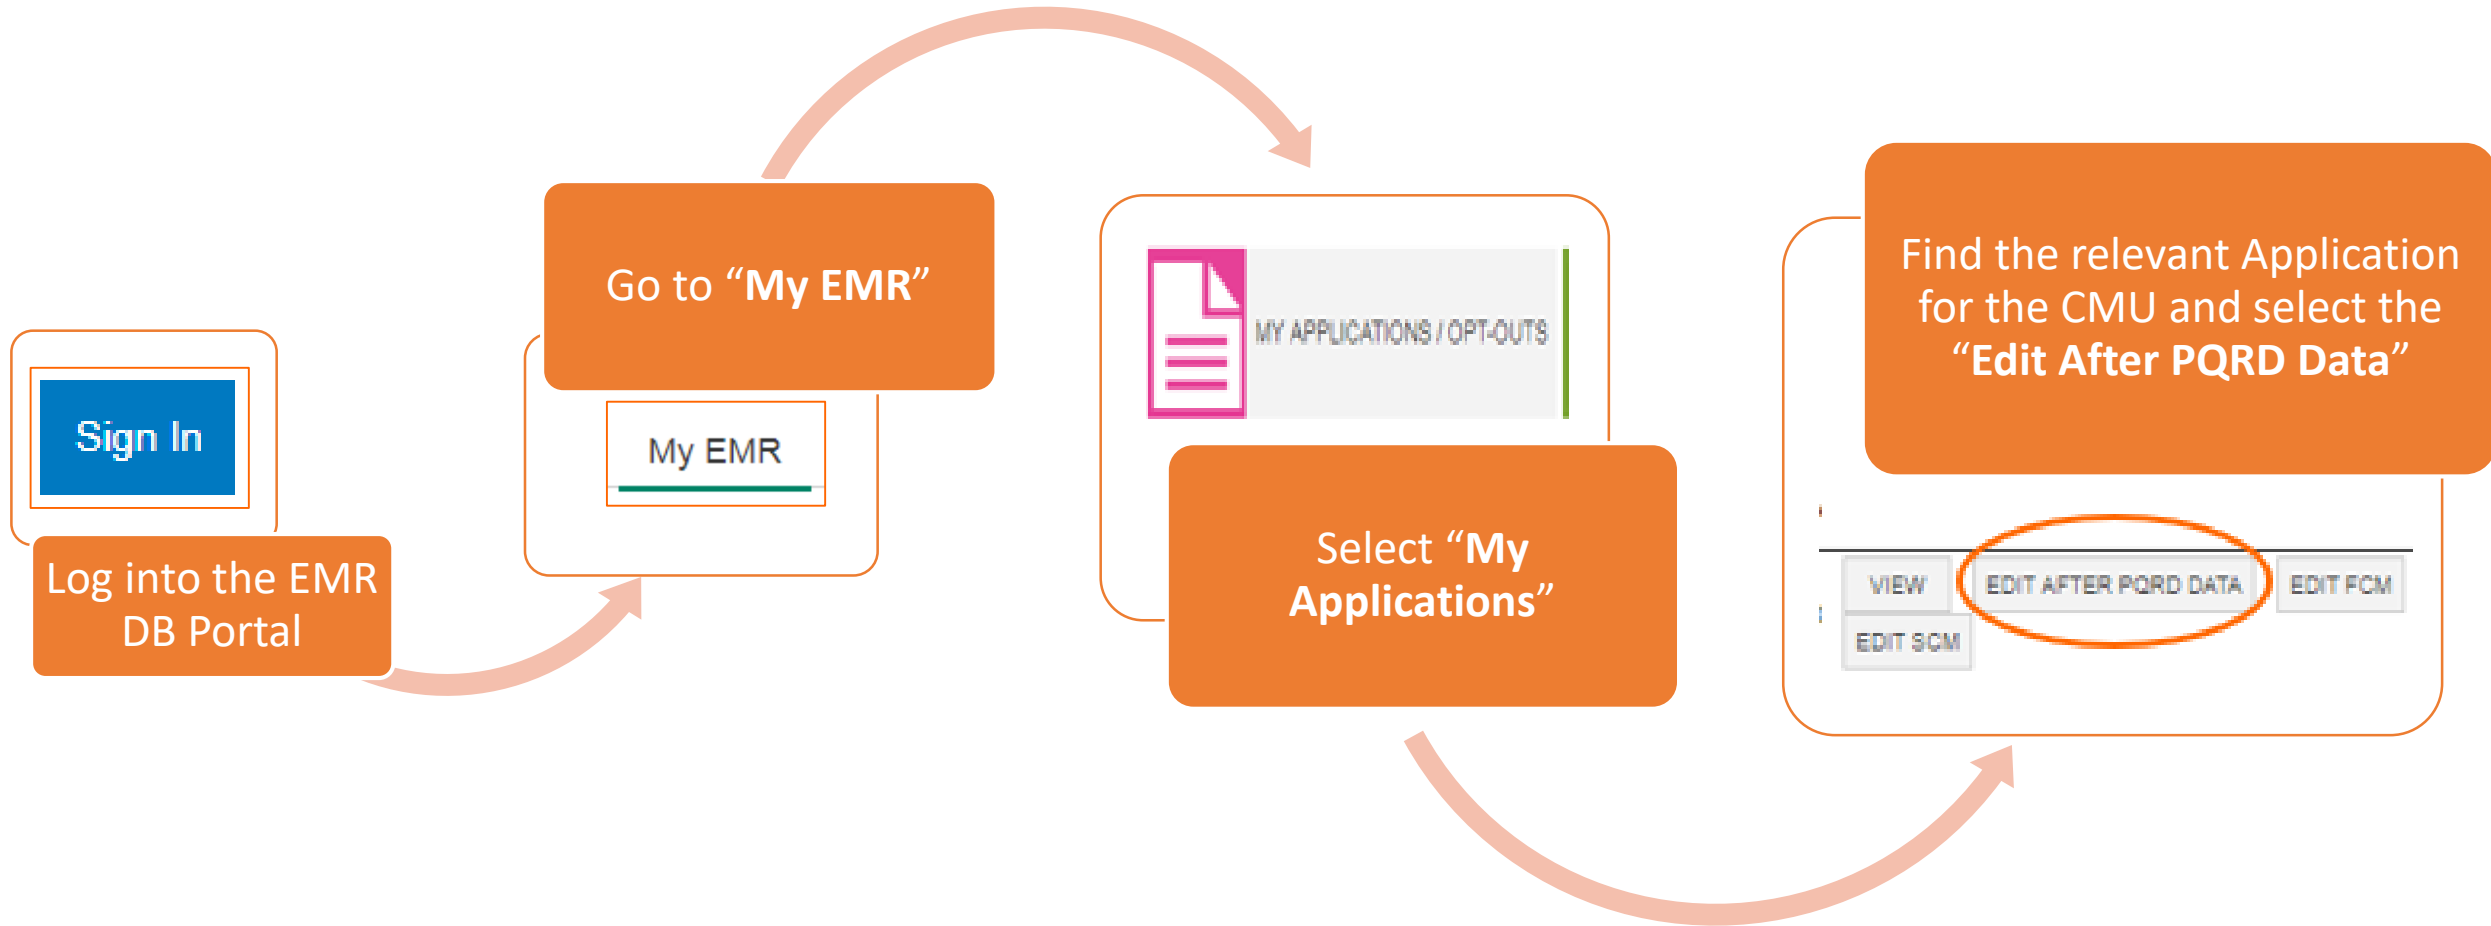 Sign In
Log into the EMR
DB Portal
Go to “My EMR”
My EMR
MY APPLICATIONS / OPT-OUTS
Select “My
Applications”
Find the relevant Application
for the CMU and select the
“Edit After PQRD Data”
VIEW
EDIT AFTER PQRD DATA
EDIT FCM
EDIT SCM